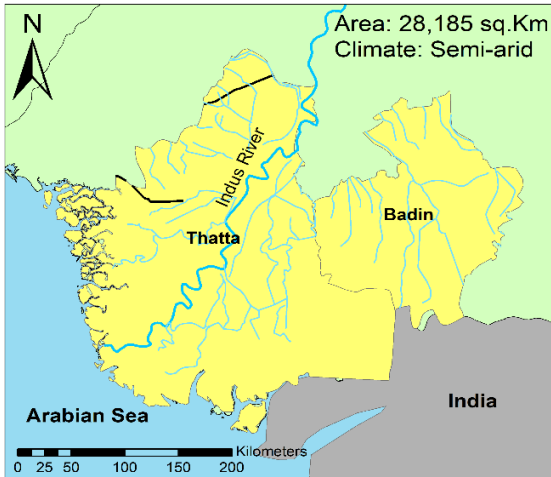 N
Area: 28,185 sq.Km
Climate: Semi-arid
Indus River
Badin
Thatta
India
Arabian Sea
Kilometers
0 25 50 100 150 200